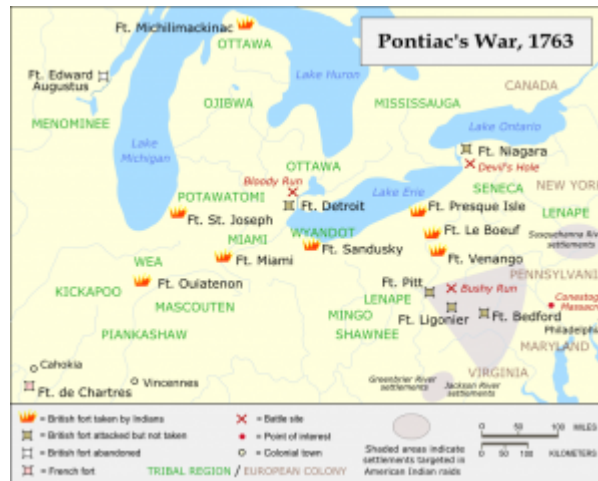 Pontiac's War, 1763
Ft. Michilimackinac
OTTAWA
Ft. Edward
Augustus
Lake Huron
CANADA
OJIBWA
MISSISSAUGA
MENOMINEE
Lake Ontario
Lake
Michigan
Ft. Niagara
Devil's Hole
OTTAWA
Bloody Run
Lake Erie
SENECA
NEW YORK
POTAWATOMI
Ft. Detroit
Ft. Presque Isle
LENAPE
Ft. St. Joseph
WYANDOT
Ft. Le Boeuf
Susquehanna River
settlements
MIAMI
Ft. Sandusky
Ft. Venango
WEA
Ft. Miami
PENNSYLVANIA
Ft. Ouiatenon
Ft. Pitt
Bushy Run
KICKAPOO
LENAPE
Conestoga
Massacre
MASCOUTEN
MINGO
Ft. Ligonier
Ft. Bedford
PIANKASHAW
SHAWNEE
Philadelphia
MARYLAND
Cahokia
VIRGINIA
Ft. de Chartres
Vincennes
Greenbrier River
settlements
Jackson River
settlements
= British fort taken by Indians
= British fort attacked but not taken
= British fort abandoned
= French fort
= Battle site
= Point of interest
= Colonial town
TRIBAL REGION / EUROPEAN COLONY
Shaded areas indicate
settlements targeted in
American Indian raids
0 50 100 MILES
0 50 100 KILOMETERS